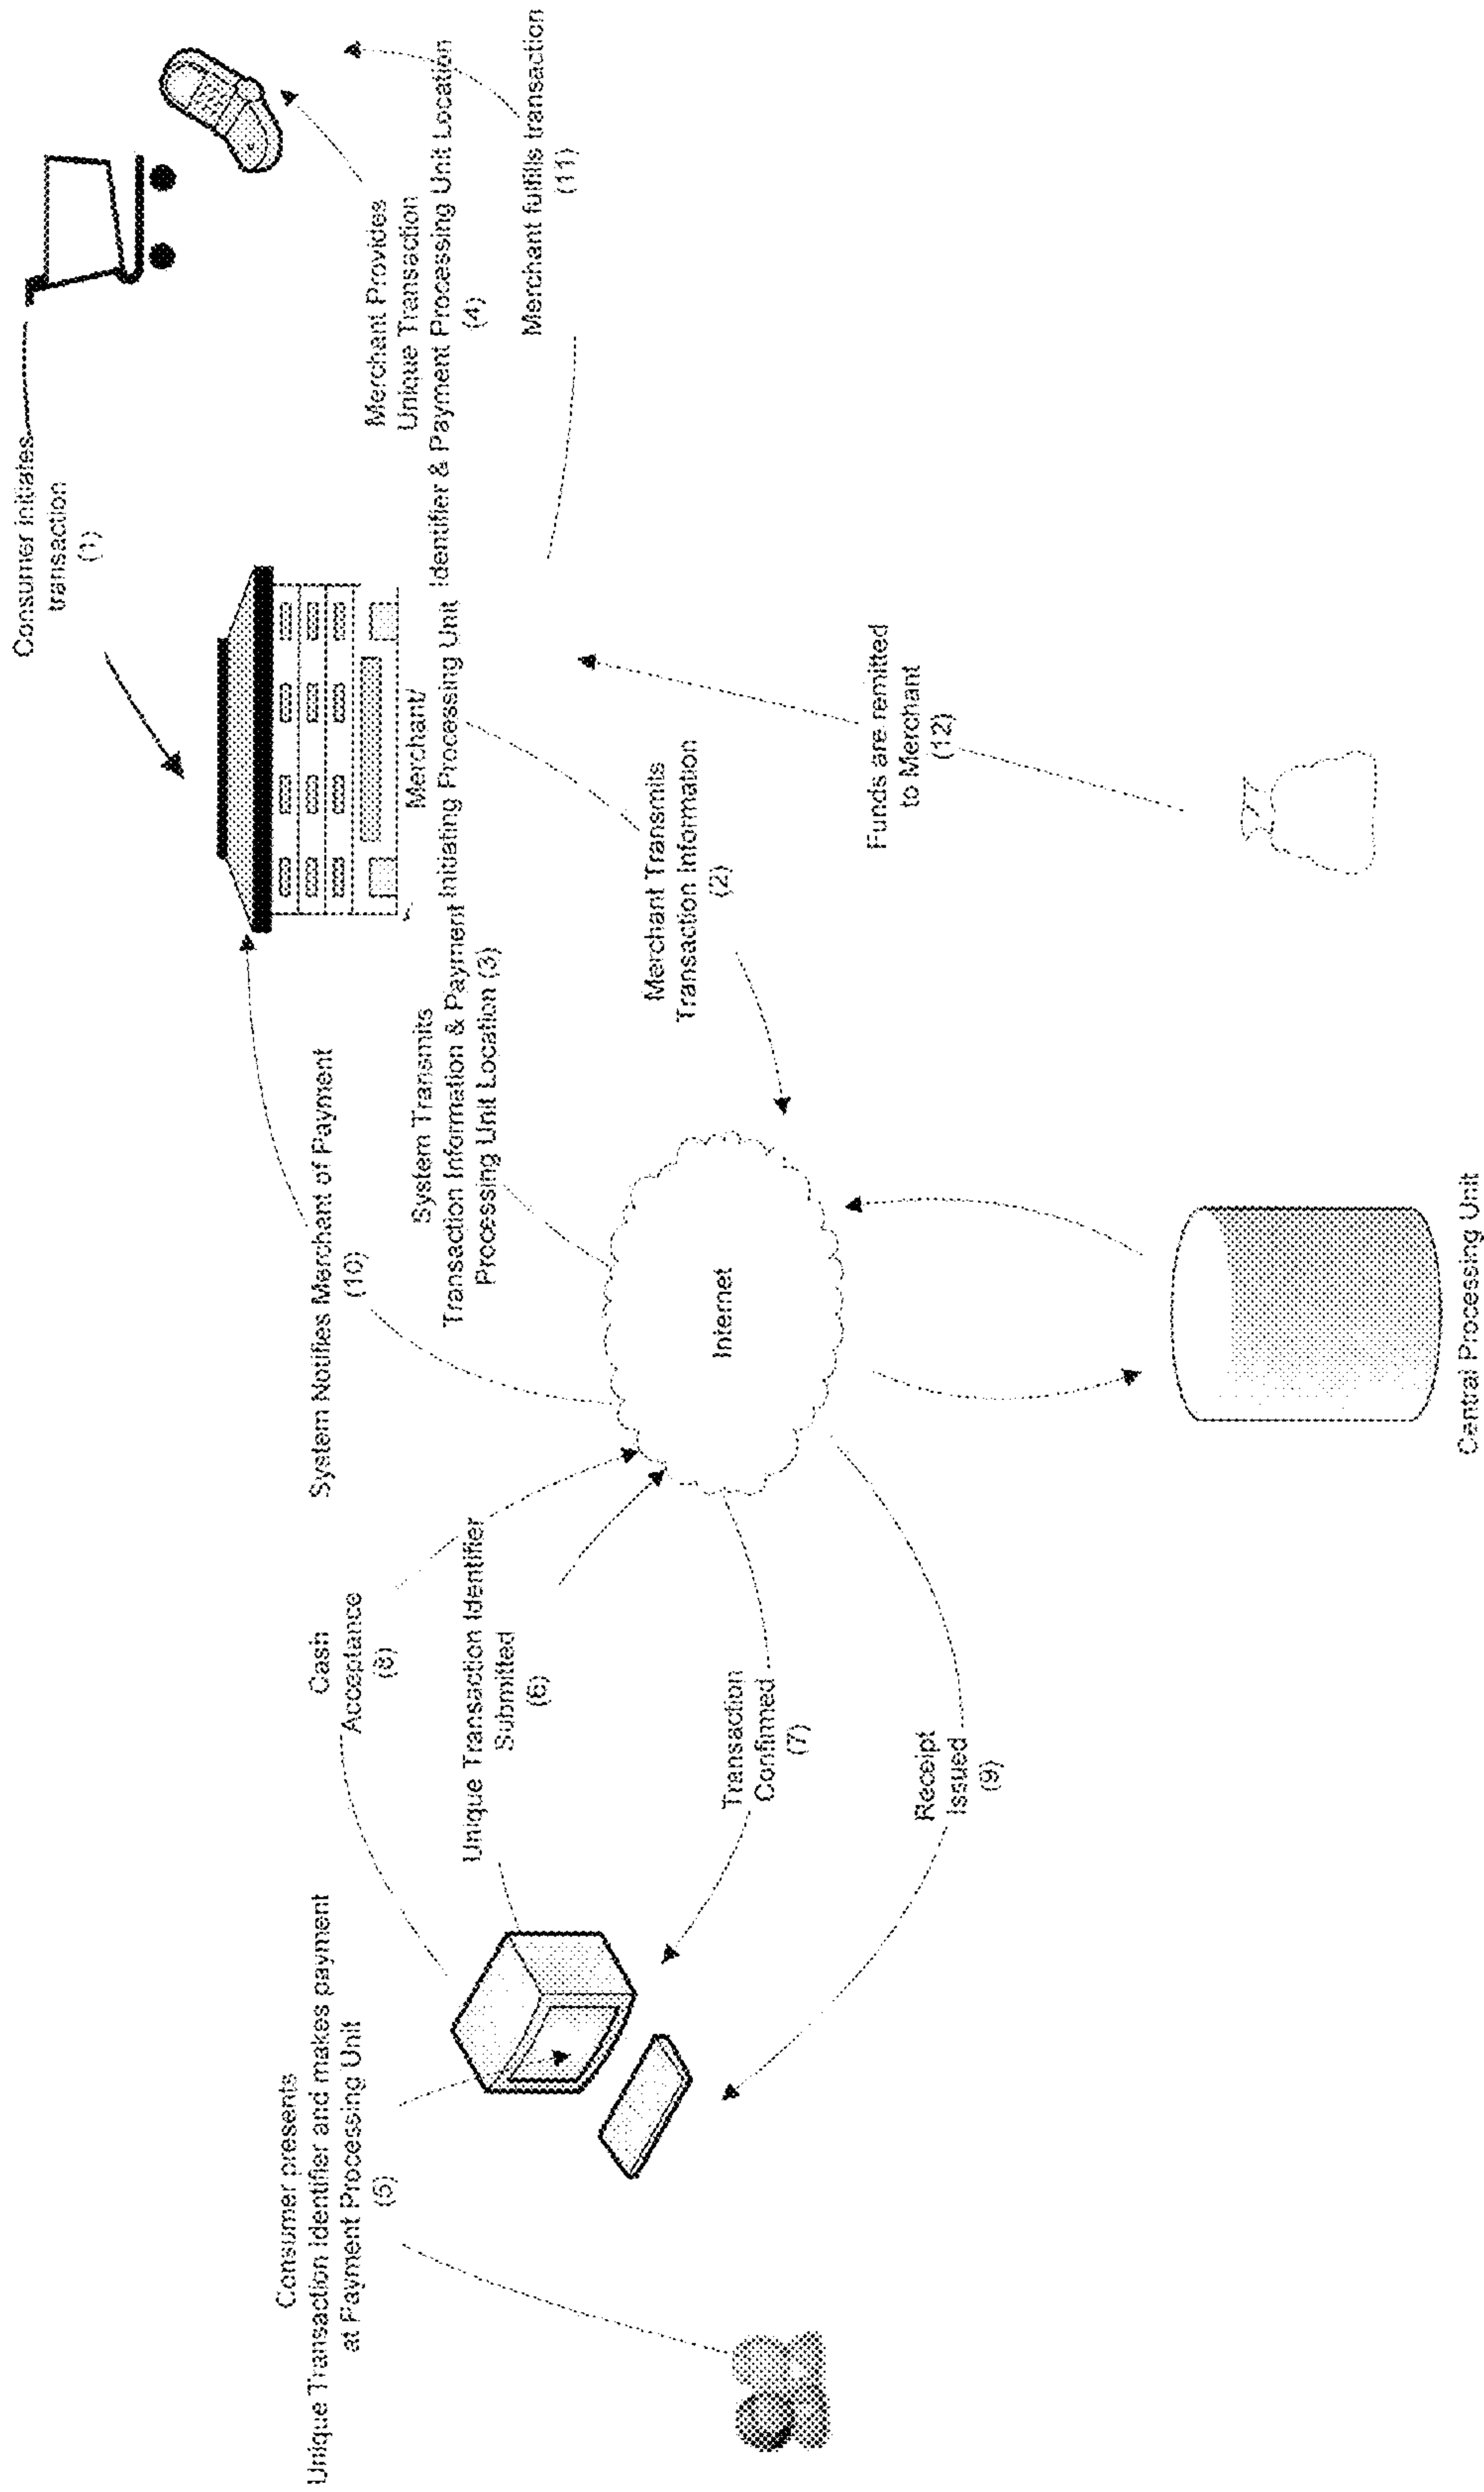 Consumer initiates
transaction
(1)
Merchant Provides
Unique Transaction
Identifier & Payment Processing Unit Location
(4)
Merchant fulfills transaction
(11)
Merchant/
Initiating Processing Unit
Merchant Transmits
Transaction Information
(2)
System Transmits
Transaction Information & Payment
Processing Unit Location (3)
System Notifies Merchant of Payment
(10)
Funds are remitted
to Merchant
(12)
Internet
Central Processing Unit
Cash
Acceptance
(8)
Unique Transaction Identifier
Submitted
(6)
Transaction
Confirmed
(7)
Receipt
Issued
(9)
Consumer presents
Unique Transaction Identifier and makes payment
at Payment Processing Unit
(5)